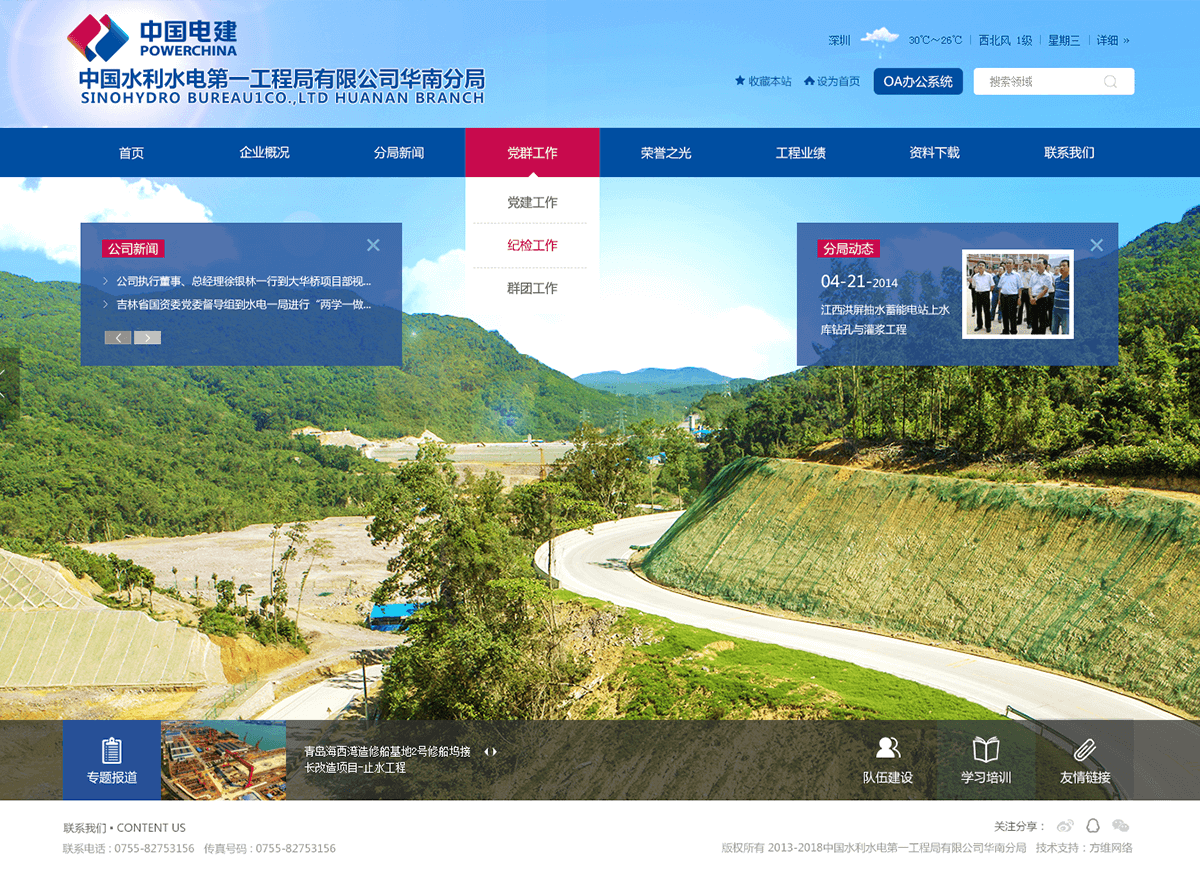 中国电建
POWERCHINA
中国水利水电第一工程局有限公司华南分局
SINOHYDRO BUREAU1CO.,LTD HUANAN BRANCH
深圳 30℃～26℃ 西北风 1级 星期三 详细 »
收藏本站 设为首页 OA办公系统 搜索领域
首页 企业概况 分局新闻 党群工作 荣誉之光 工程业绩 资料下载 联系我们
党建工作
纪检工作
群团工作
公司新闻
公司执行董事、总经理徐银林一行到大华桥项目部视...
吉林省国资委党委督导组到水电一局进行“两学一做...
分局动态
04-21-2014
江西洪屏抽水蓄能电站上水
库钻孔与灌浆工程
专题报道
青岛海西湾造修船基地2号修船坞接
长改造项目-止水工程
队伍建设 学习培训 友情链接
联系我们 • CONTENT US
联系电话 : 0755-82753156 传真号码 : 0755-82753156
关注分享：
版权所有 2013-2018中国水利水电第一工程局有限公司华南分局 技术支持：方维网络